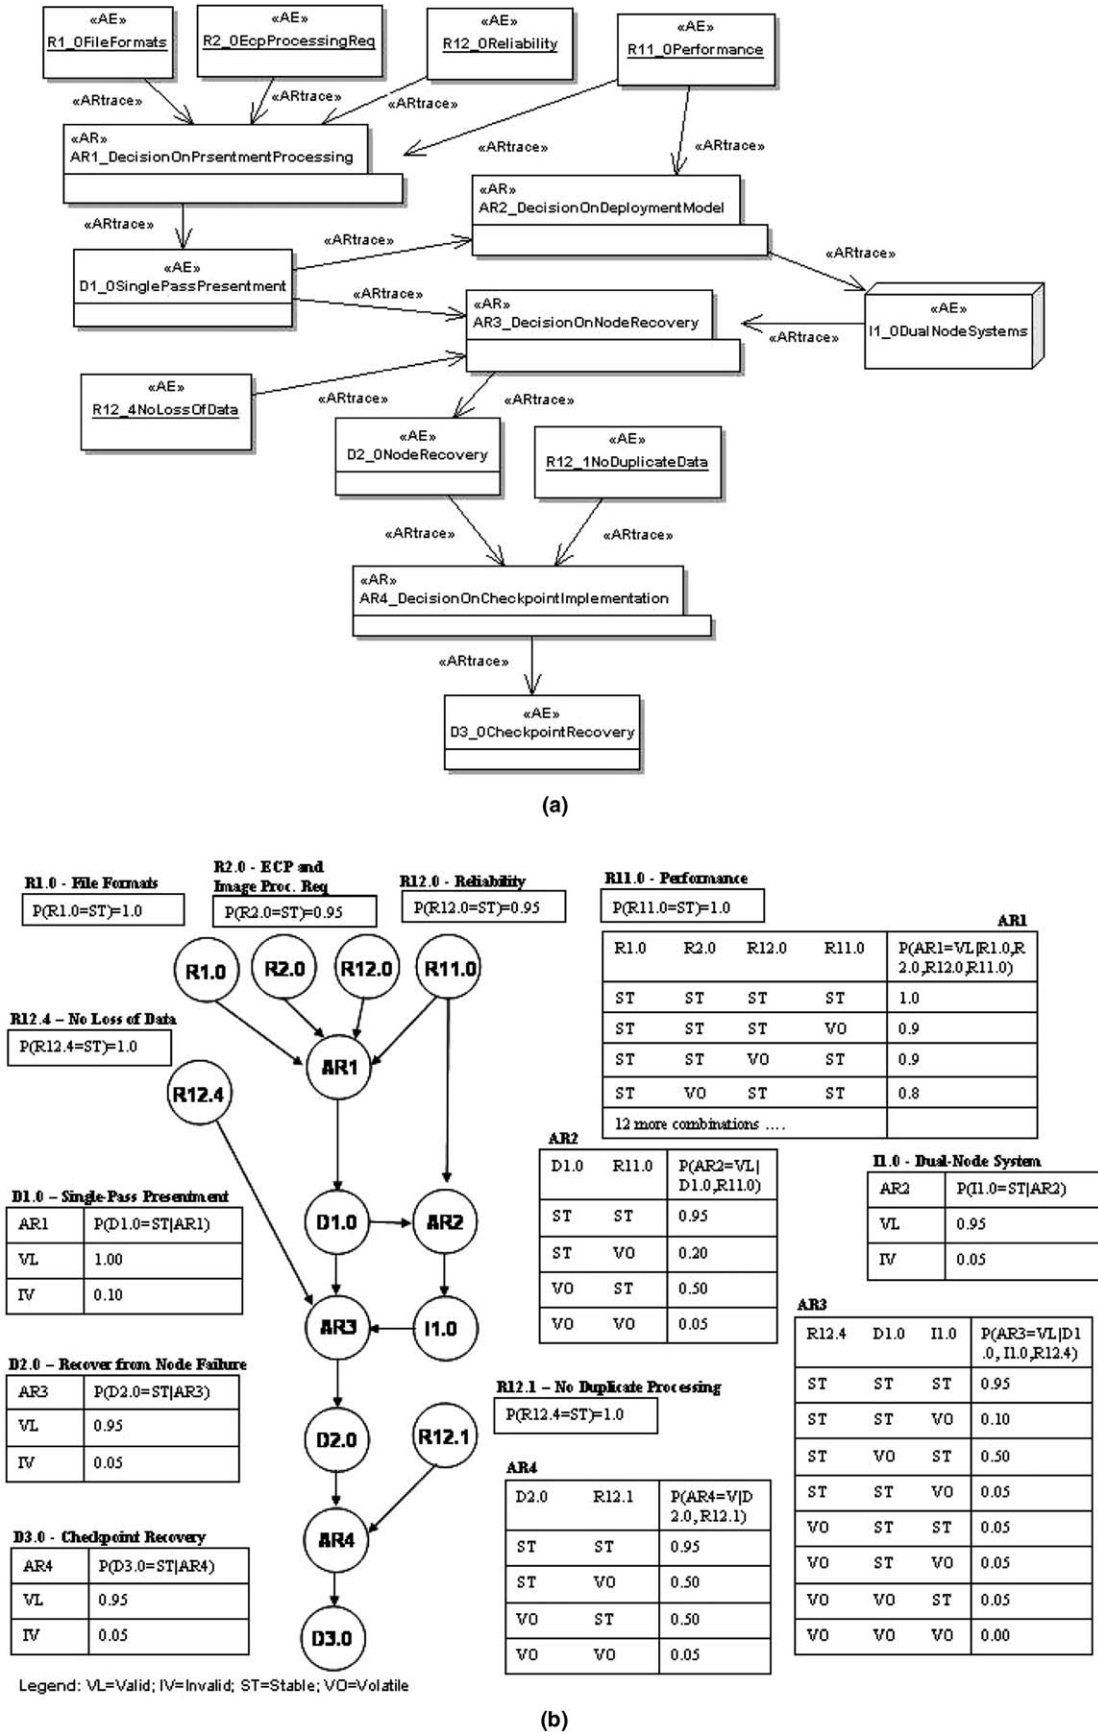 «AE»
R1_0FileFormats
«AE»
R2_0EcpProcessingReq
«AE»
R12_0Reliability
«AE»
R11_0Performance
«ARtrace»
«ARtrace»
«ARtrace»
«ARtrace»
«ARtrace»
«AR»
AR1_DecisionOnPrsentmentProcessing
«AR»
AR2_DecisionOnDeploymentModel
«ARtrace»
«ARtrace»
«ARtrace»
«AE»
D1_0SinglePassPresentment
«ARtrace»
«AR»
AR3_DecisionOnNodeRecovery
«AE»
I1_0DualNodeSystems
«ARtrace»
«AE»
R12_4NoLossOfData
«ARtrace»
«ARtrace»
«AE»
D2_0NodeRecovery
«AE»
R12_1NoDuplicateData
«ARtrace»
«ARtrace»
«AR»
AR4_DecisionOnCheckpointImplementation
«ARtrace»
«AE»
D3_0CheckpointRecovery
(a)
R1.0 - File Formats
P(R1.0=ST)=1.0
R2.0 - ECP and
Image Proc. Req
P(R2.0=ST)=0.95
R12.0 - Reliability
P(R12.0=ST)=0.95
R11.0 - Performance
P(R11.0=ST)=1.0
AR1
R1.0 R2.0 R12.0 R11.0 P(AR1=VL|R1.0,R
2.0,R12.0,R11.0)
ST ST ST ST 1.0
ST ST ST VO 0.9
ST ST VO ST 0.9
ST VO ST ST 0.8
12 more combinations ....
R1.0
R2.0
R12.0
R11.0
R12.4 – No Loss of Data
P(R12.4=ST)=1.0
AR1
R12.4
AR2
D1.0 R11.0 P(AR2=VL|
D1.0,R11.0)
ST ST 0.95
ST VO 0.20
VO ST 0.50
VO VO 0.05
I1.0 - Dual-Node System
AR2 P(I1.0=ST|AR2)
VL 0.95
IV 0.05
D1.0 – Single-Pass Presentment
AR1 P(D1.0=ST|AR1)
VL 1.00
IV 0.10
D1.0
AR2
AR3
I1.0
AR3
R12.4 D1.0 I1.0 P(AR3=VL|D1
.0, I1.0,R12.4)
ST ST ST 0.95
ST ST VO 0.10
ST VO ST 0.50
ST ST VO 0.05
VO ST ST 0.05
VO ST VO 0.05
VO VO ST 0.05
VO VO VO 0.00
D2.0 – Recover from Node Failure
AR3 P(D2.0=ST|AR3)
VL 0.95
IV 0.05
R12.1 – No Duplicate Processing
P(R12.4=ST)=1.0
D2.0
R12.1
AR4
D2.0 R12.1 P(AR4=V|D
2.0, R12.1)
ST ST 0.95
ST VO 0.50
VO ST 0.50
VO VO 0.05
D3.0 - Checkpoint Recovery
AR4 P(D3.0=ST|AR4)
VL 0.95
IV 0.05
AR4
D3.0
Legend: VL=Valid; IV=Invalid; ST=Stable; VO=Volatile
(b)